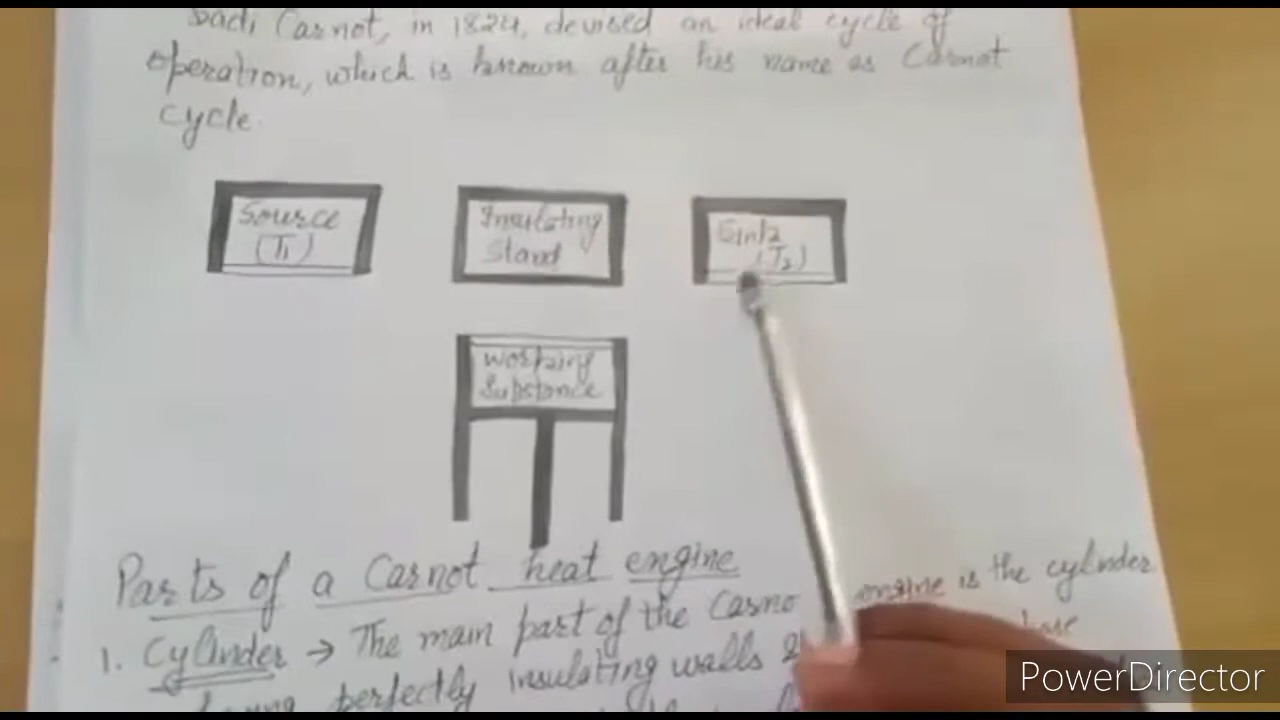 Sadi Carnot, in 1824, devised an ideal cycle of
operation, which is known after his name as Carnot
cycle.
Source
(T1)
Insulating
Stand
Sink
(T2)
Working
Substance
Parts of a Carnot heat engine
1. Cylinder → The main part of the Carno engine is the cylinder
having perfectly insulating walls
PowerDirector